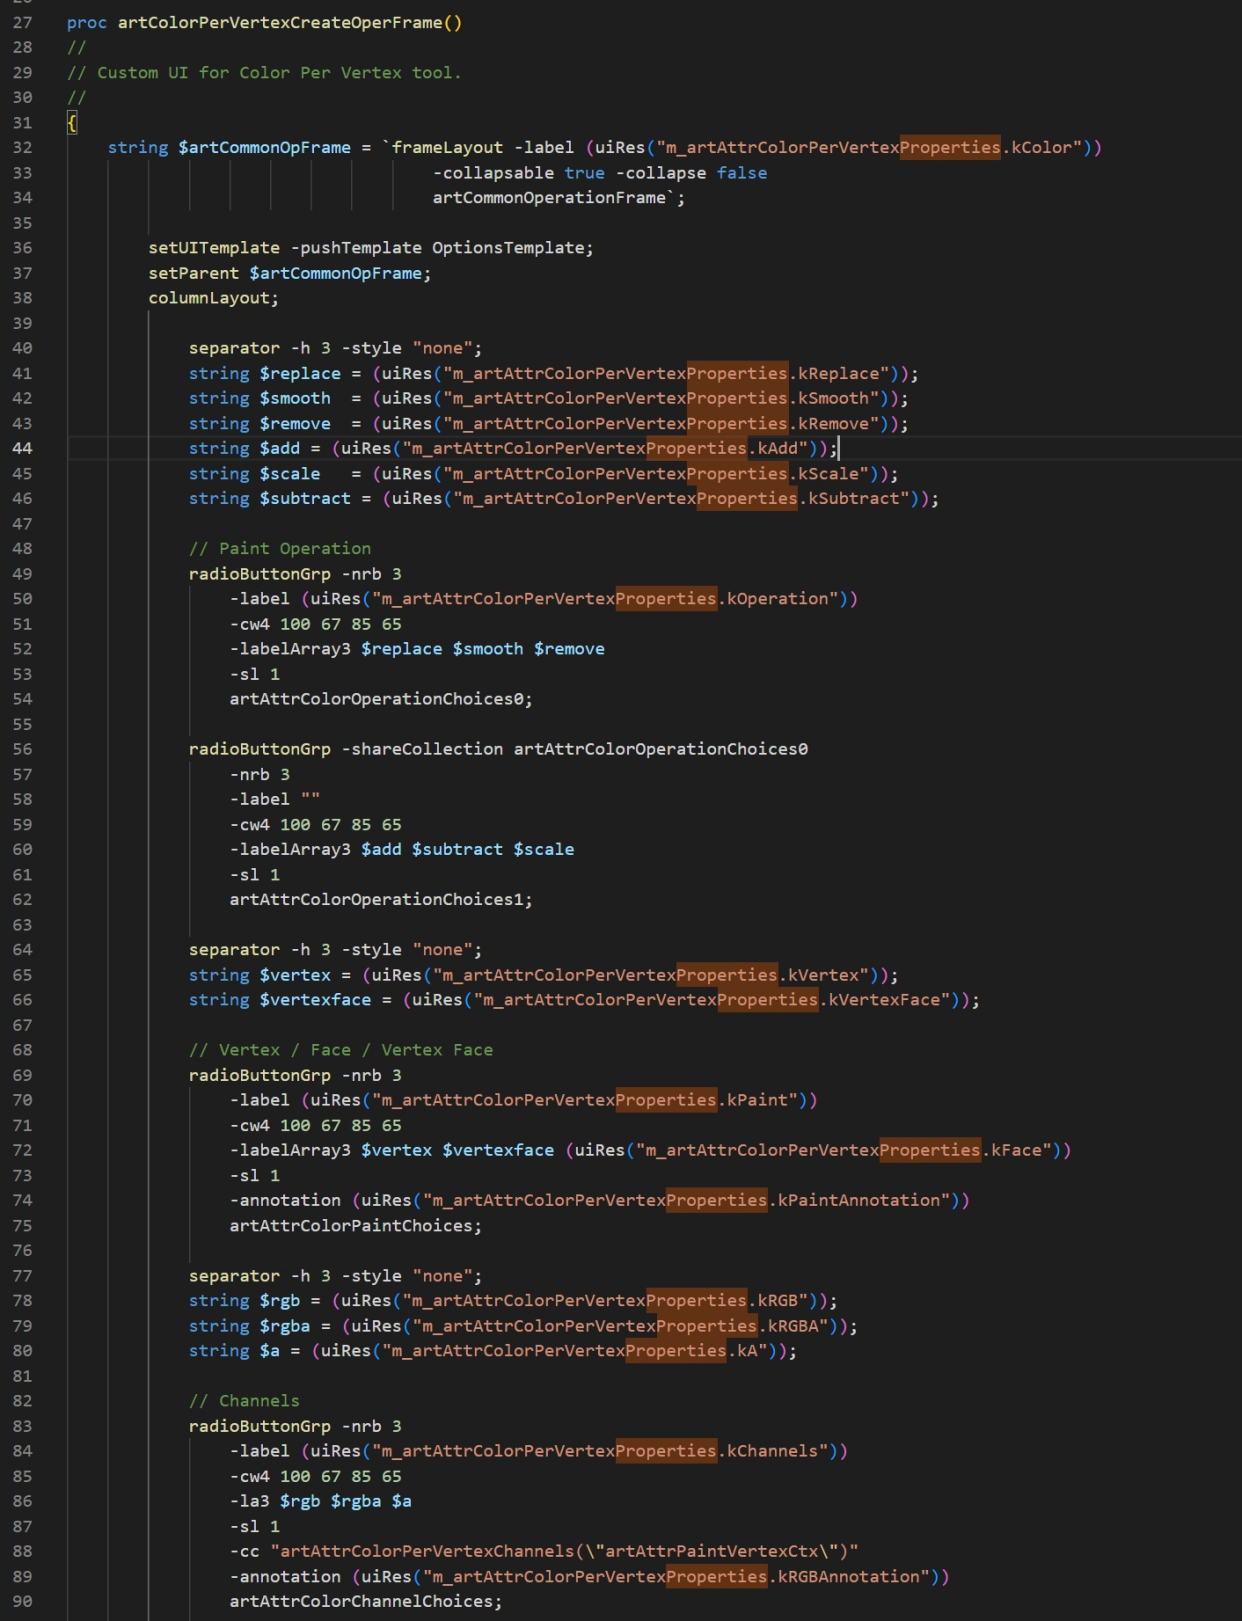 27 proc artColorPerVertexCreateOperFrame()
28 //
29 // Custom UI for Color Per Vertex tool.
30 //
31 {
32 string $artCommonOpFrame = `frameLayout -label (uiRes("m_artAttrColorPerVertexProperties.kColor"))
33 -collapsable true -collapse false
34 artCommonOperationFrame`;
35
36 setUITemplate -pushTemplate OptionsTemplate;
37 setParent $artCommonOpFrame;
38 columnLayout;
39
40 separator -h 3 -style "none";
41 string $replace = (uiRes("m_artAttrColorPerVertexProperties.kReplace"));
42 string $smooth  = (uiRes("m_artAttrColorPerVertexProperties.kSmooth"));
43 string $remove  = (uiRes("m_artAttrColorPerVertexProperties.kRemove"));
44 string $add = (uiRes("m_artAttrColorPerVertexProperties.kAdd"));
45 string $scale   = (uiRes("m_artAttrColorPerVertexProperties.kScale"));
46 string $subtract = (uiRes("m_artAttrColorPerVertexProperties.kSubtract"));
47
48 // Paint Operation
49 radioButtonGrp -nrb 3
50 -label (uiRes("m_artAttrColorPerVertexProperties.kOperation"))
51 -cw4 100 67 85 65
52 -labelArray3 $replace $smooth $remove
53 -sl 1
54 artAttrColorOperationChoices0;
55
56 radioButtonGrp -shareCollection artAttrColorOperationChoices0
57 -nrb 3
58 -label ""
59 -cw4 100 67 85 65
60 -labelArray3 $add $subtract $scale
61 -sl 1
62 artAttrColorOperationChoices1;
63
64 separator -h 3 -style "none";
65 string $vertex = (uiRes("m_artAttrColorPerVertexProperties.kVertex"));
66 string $vertexface = (uiRes("m_artAttrColorPerVertexProperties.kVertexFace"));
67
68 // Vertex / Face / Vertex Face
69 radioButtonGrp -nrb 3
70 -label (uiRes("m_artAttrColorPerVertexProperties.kPaint"))
71 -cw4 100 67 85 65
72 -labelArray3 $vertex $vertexface (uiRes("m_artAttrColorPerVertexProperties.kFace"))
73 -sl 1
74 -annotation (uiRes("m_artAttrColorPerVertexProperties.kPaintAnnotation"))
75 artAttrColorPaintChoices;
76
77 separator -h 3 -style "none";
78 string $rgb = (uiRes("m_artAttrColorPerVertexProperties.kRGB"));
79 string $rgba = (uiRes("m_artAttrColorPerVertexProperties.kRGBA"));
80 string $a = (uiRes("m_artAttrColorPerVertexProperties.kA"));
81
82 // Channels
83 radioButtonGrp -nrb 3
84 -label (uiRes("m_artAttrColorPerVertexProperties.kChannels"))
85 -cw4 100 67 85 65
86 -la3 $rgb $rgba $a
87 -sl 1
88 -cc "artAttrColorPerVertexChannels(\"artAttrPaintVertexCtx\")"
89 -annotation (uiRes("m_artAttrColorPerVertexProperties.kRGBAnnotation"))
90 artAttrColorChannelChoices;